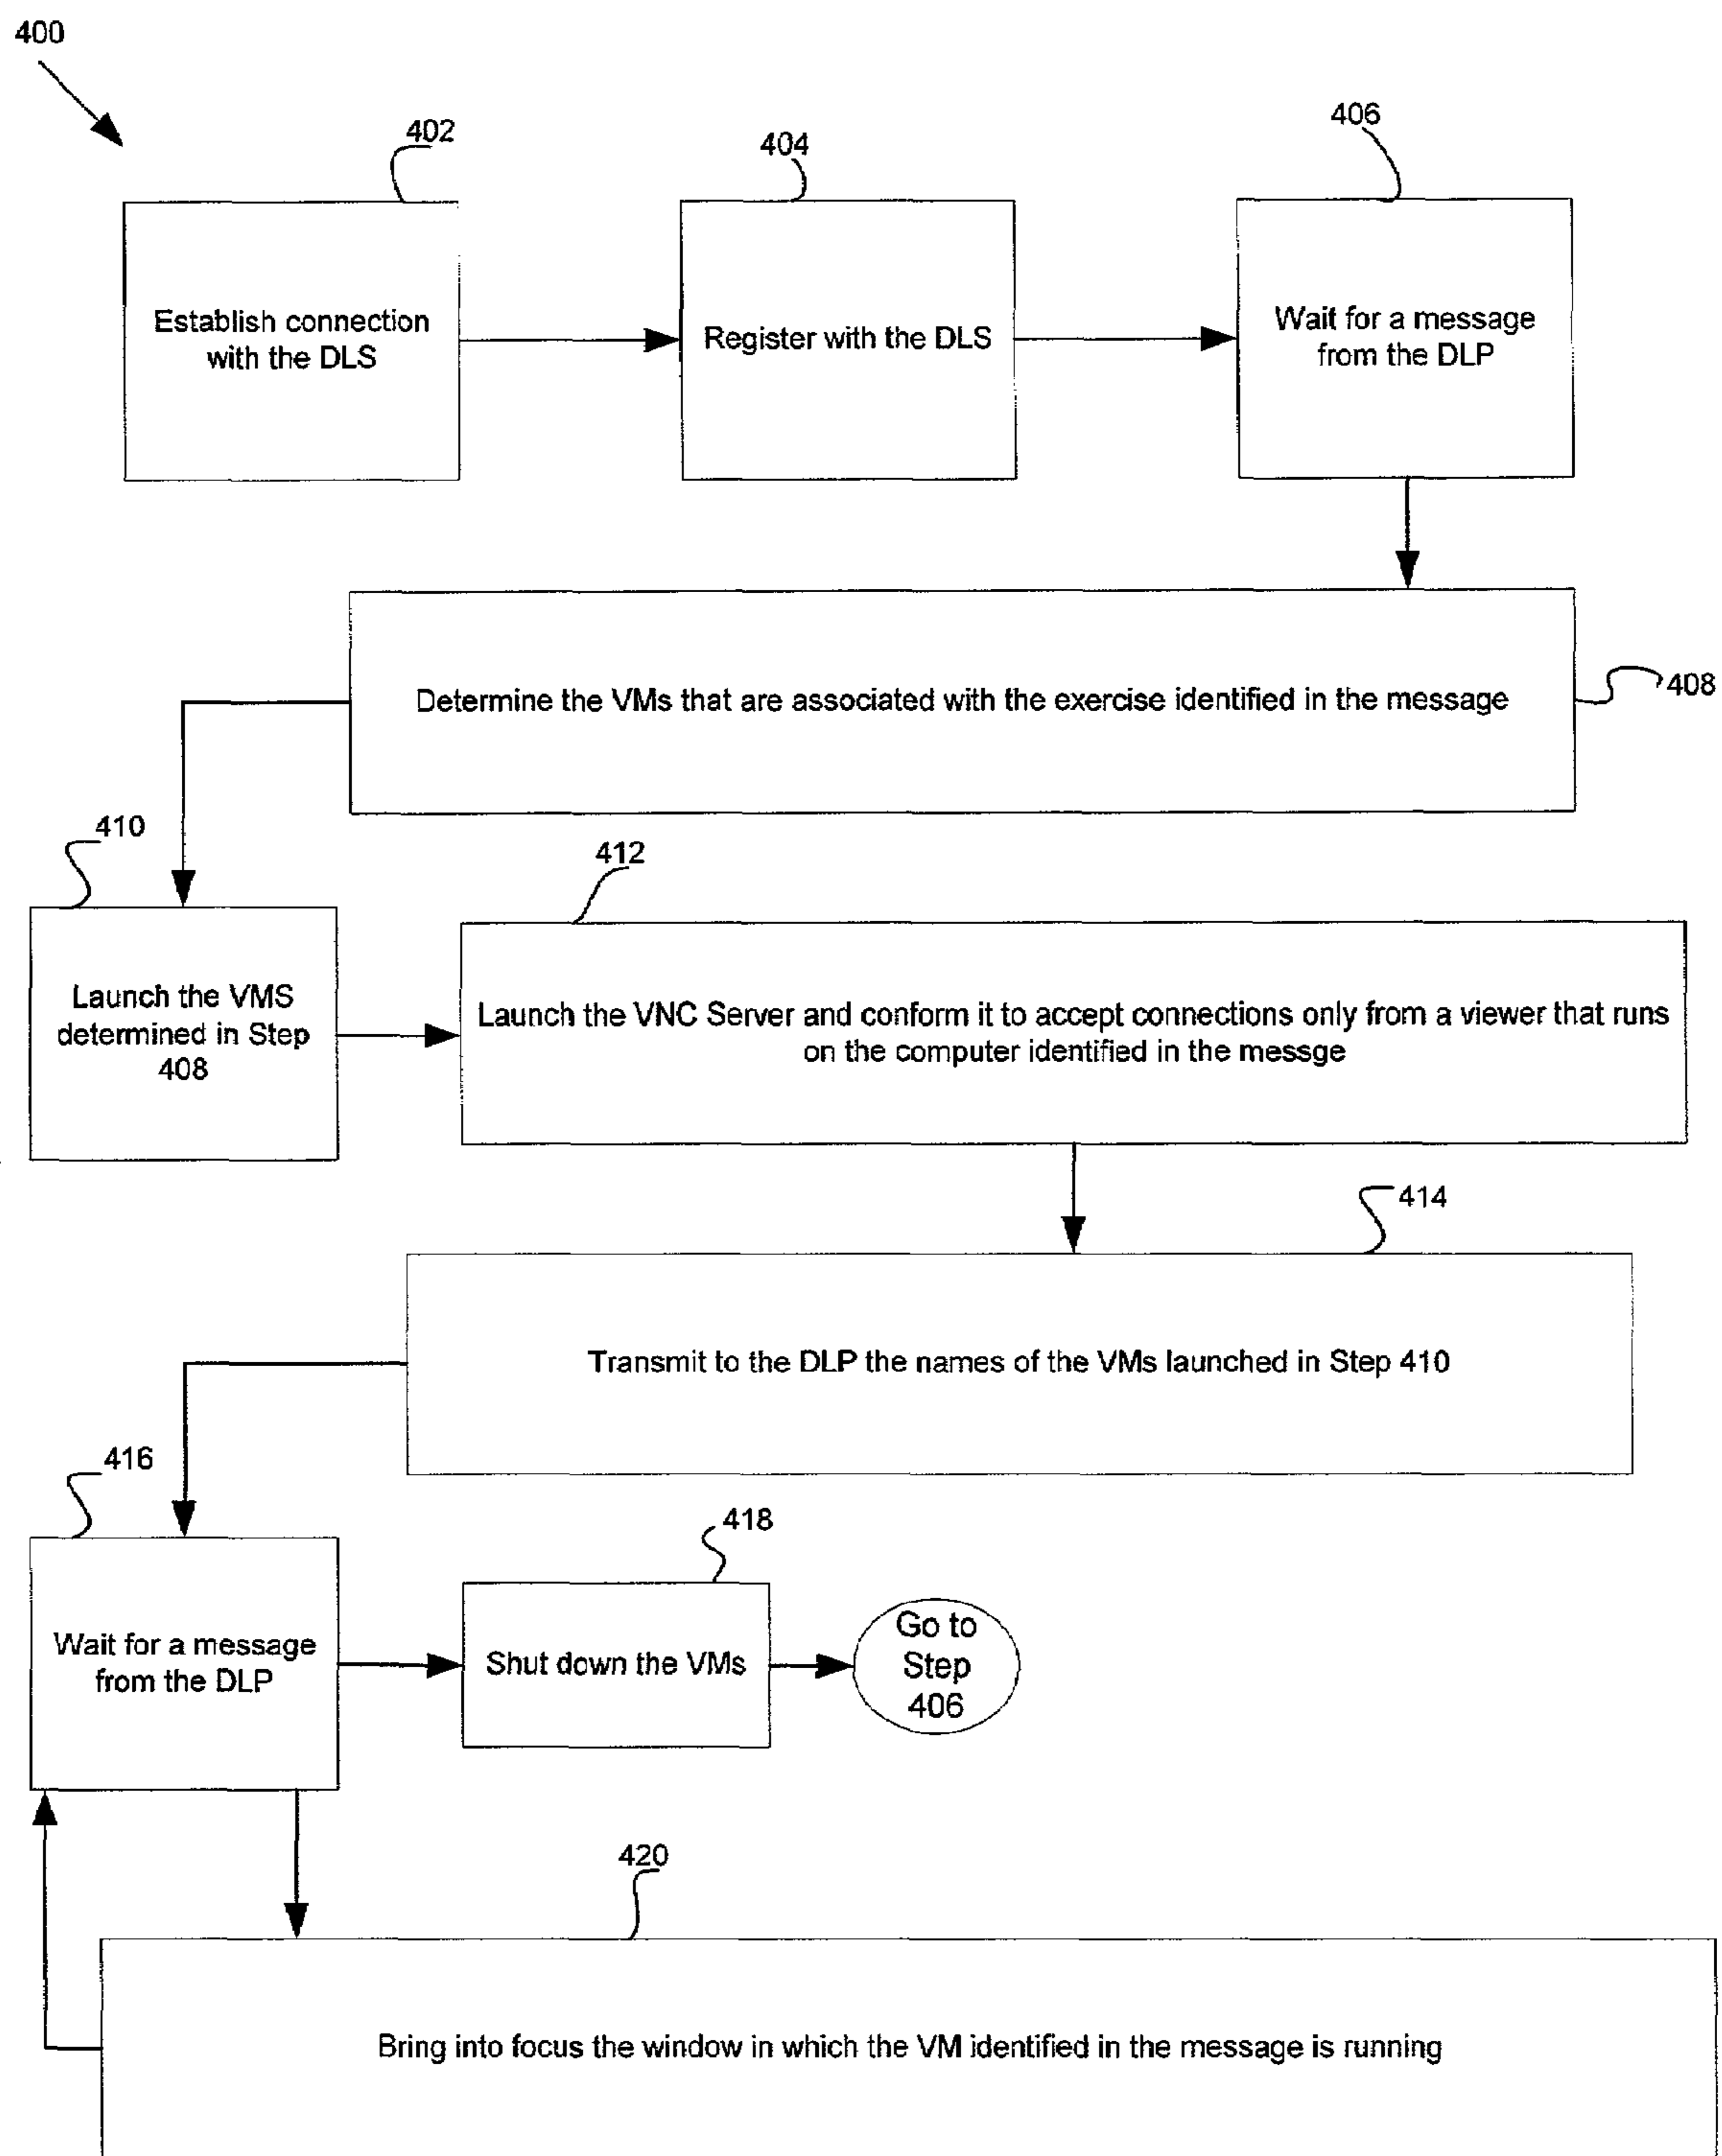 400
402
404
406
Establish connection
with the DLS
Register with the DLS
Wait for a message
from the DLP
Determine the VMs that are associated with the exercise identified in the message
408
410
412
Launch the VMS
determined in Step
408
Launch the VNC Server and conform it to accept connections only from a viewer that runs
on the computer identified in the messge
414
Transmit to the DLP the names of the VMs launched in Step 410
416
418
Wait for a message
from the DLP
Shut down the VMs
Go to
Step
406
420
Bring into focus the window in which the VM identified in the message is running